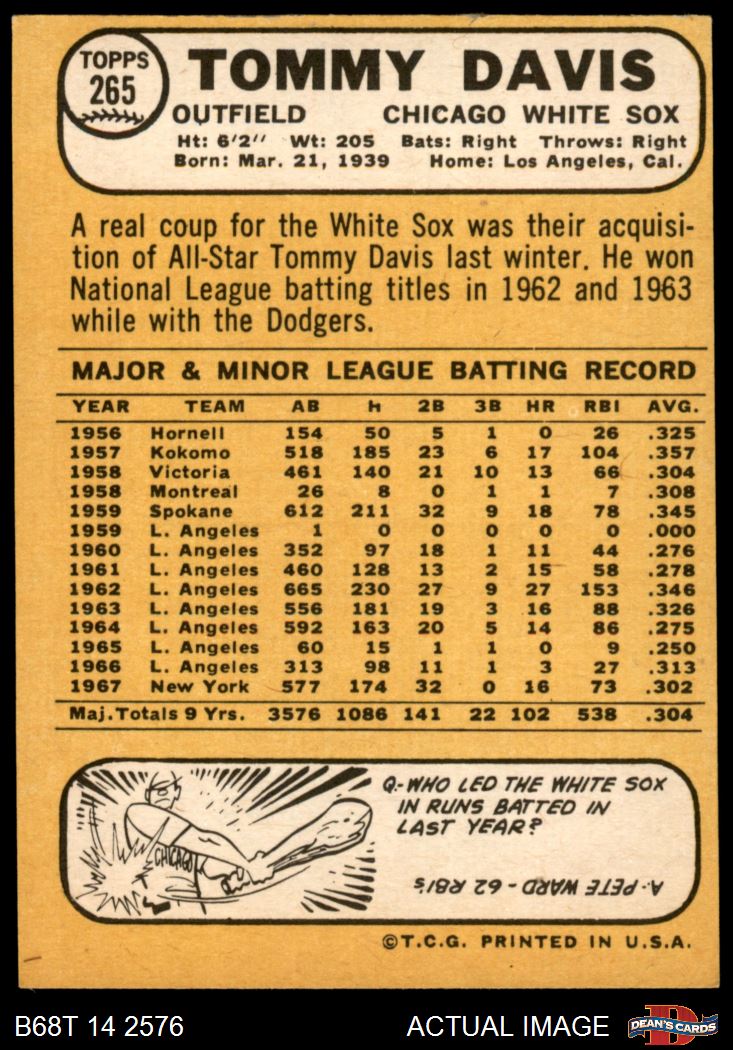 TOPPS
265
TOMMY DAVIS
OUTFIELD CHICAGO WHITE SOX
Ht: 6'2" Wt: 205 Bats: Right Throws: Right
Born: Mar. 21, 1939 Home: Los Angeles, Cal.
A real coup for the White Sox was their acquisi-
tion of All-Star Tommy Davis last winter. He won
National League batting titles in 1962 and 1963
while with the Dodgers.
MAJOR & MINOR LEAGUE BATTING RECORD
YEAR TEAM AB h 2B 3B HR RBI AVG.
1956 Hornell 154 50 5 1 0 26 .325
1957 Kokomo 518 185 23 6 17 104 .357
1958 Victoria 461 140 21 10 13 66 .304
1958 Montreal 26 8 0 1 1 7 .308
1959 Spokane 612 211 32 9 18 78 .345
1959 L. Angeles 1 0 0 0 0 0 .000
1960 L. Angeles 352 97 18 1 11 44 .276
1961 L. Angeles 460 128 13 2 15 58 .278
1962 L. Angeles 665 230 27 9 27 153 .346
1963 L. Angeles 556 181 19 3 16 88 .326
1964 L. Angeles 592 163 20 5 14 86 .275
1965 L. Angeles 60 15 1 1 0 9 .250
1966 L. Angeles 313 98 11 1 3 27 .313
1967 New York 577 174 32 0 16 73 .302
Maj. Totals 9 Yrs. 3576 1086 141 22 102 538 .304
Q.-WHO LED THE WHITE SOX
IN RUNS BATTED IN
LAST YEAR?
CHICAGO
A.-PETE WARD-62 RBI's
©T.C.G. PRINTED IN U.S.A.
B68T 14 2576 ACTUAL IMAGE D DEAN'S CARDS